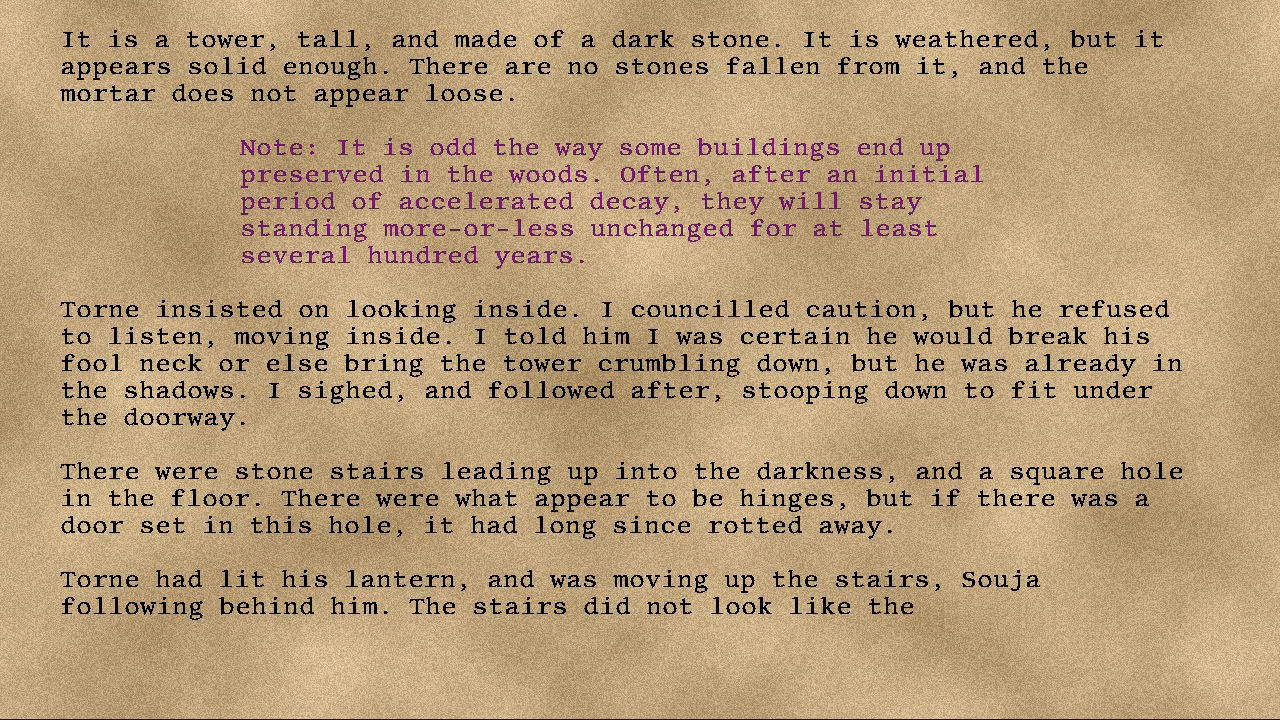 It is a tower, tall, and made of a dark stone. It is weathered, but it
appears solid enough. There are no stones fallen from it, and the
mortar does not appear loose.
Note: It is odd the way some buildings end up
preserved in the woods. Often, after an initial
period of accelerated decay, they will stay
standing more-or-less unchanged for at least
several hundred years.
Torne insisted on looking inside. I councilled caution, but he refused
to listen, moving inside. I told him I was certain he would break his
fool neck or else bring the tower crumbling down, but he was already in
the shadows. I sighed, and followed after, stooping down to fit under
the doorway.
There were stone stairs leading up into the darkness, and a square hole
in the floor. There were what appear to be hinges, but if there was a
door set in this hole, it had long since rotted away.
Torne had lit his lantern, and was moving up the stairs, Souja
following behind him. The stairs did not look like the